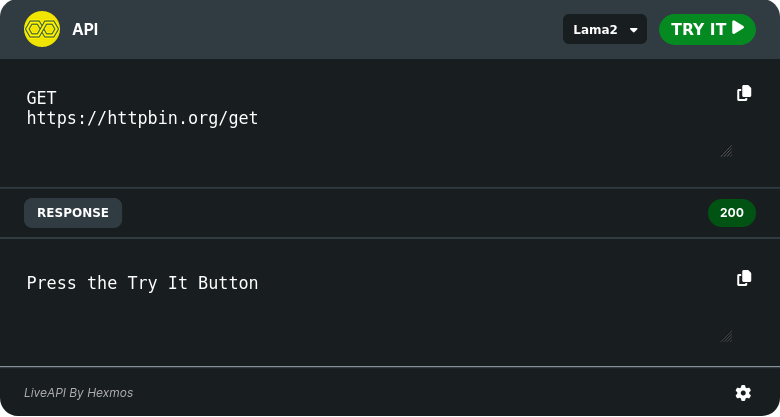 API
Lama2
TRY IT
GET
https://httpbin.org/get
RESPONSE
200
Press the Try It Button
LiveAPI By Hexmos